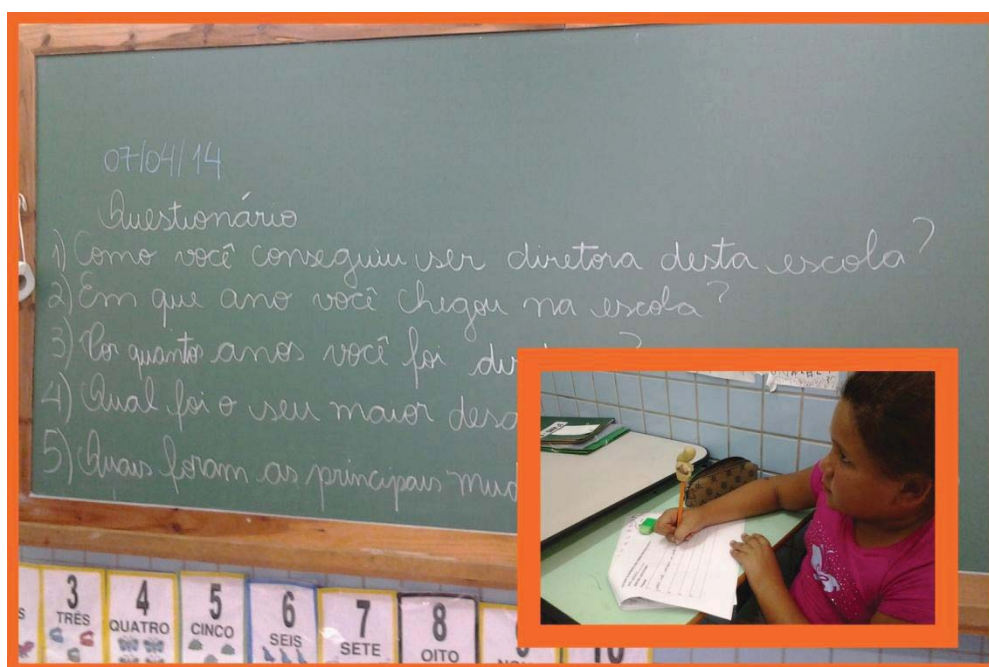 07/04/14
Questionário
1) Como você conseguiu ser diretora desta escola?
2) Em que ano você chegou na escola?
3) Por quantos anos você foi
4) Qual foi o seu maior
5) Quais foram as principais
3 4 5 6 7 8
TRÊS QUATRO CINCO SEIS SETE OITO